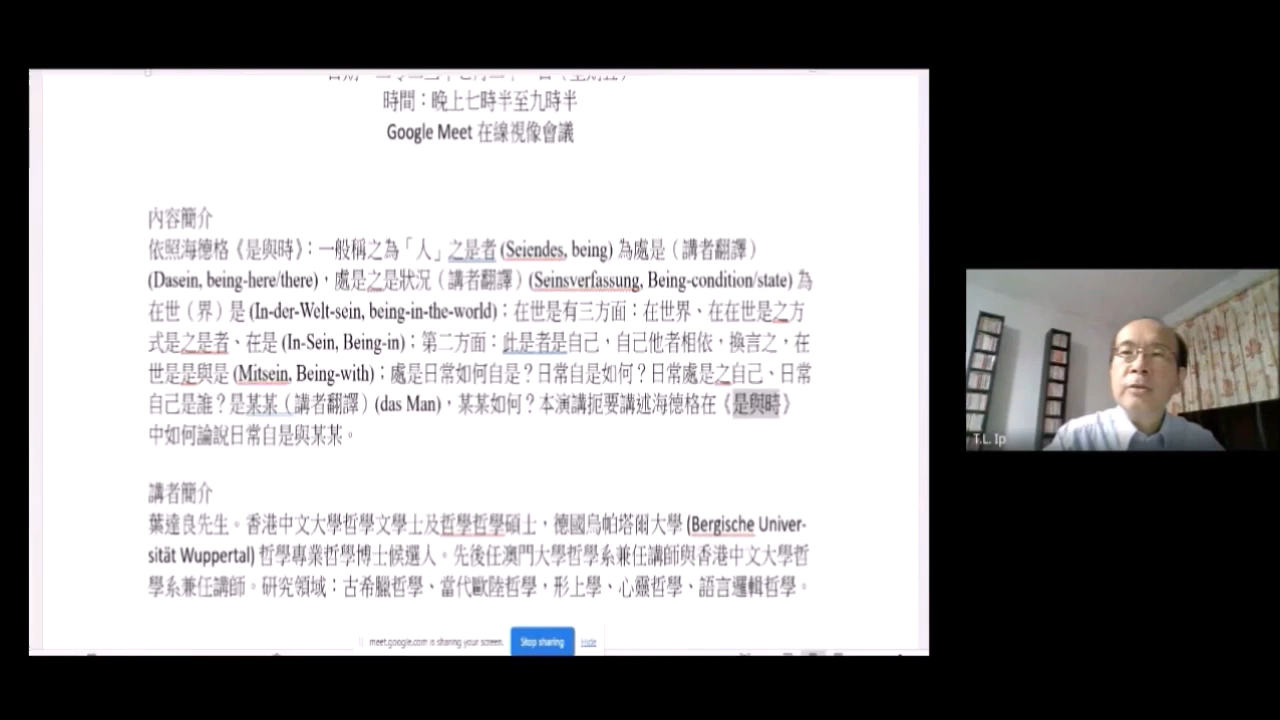 時間：晚上七時半至九時半
Google Meet 在線視像會議
內容簡介
依照海德格《是與時》：一般稱之為「人」之是者 (Seiendes, being) 為處是（講者翻譯）
(Dasein, being-here/there)，處是之是狀況（講者翻譯）(Seinsverfassung, Being-condition/state) 為
在世（界）是 (In-der-Welt-sein, being-in-the-world)；在世是有三方面：在世界、在在世是之方
式是之是者、在是 (In-Sein, Being-in)；第二方面：此是者是自己，自己他者相依，換言之，在
世是是與是 (Mitsein, Being-with)；處是日常如何自是？日常自是如何？日常處是之自己、日常
自己是誰？是某某（講者翻譯）(das Man)，某某如何？本演講扼要講述海德格在《是與時》
中如何論說日常自是與某某。
講者簡介
葉達良先生。香港中文大學哲學文學士及哲學哲學碩士，德國烏帕塔爾大學 (Bergische Univer-
sität Wuppertal) 哲學專業哲學博士候選人。先後任澳門大學哲學系兼任講師與香港中文大學哲
學系兼任講師。研究領域：古希臘哲學、當代歐陸哲學，形上學、心靈哲學、語言邏輯哲學。
meet.google.com is sharing your screen.
Stop sharing
Hide
T.L. Ip